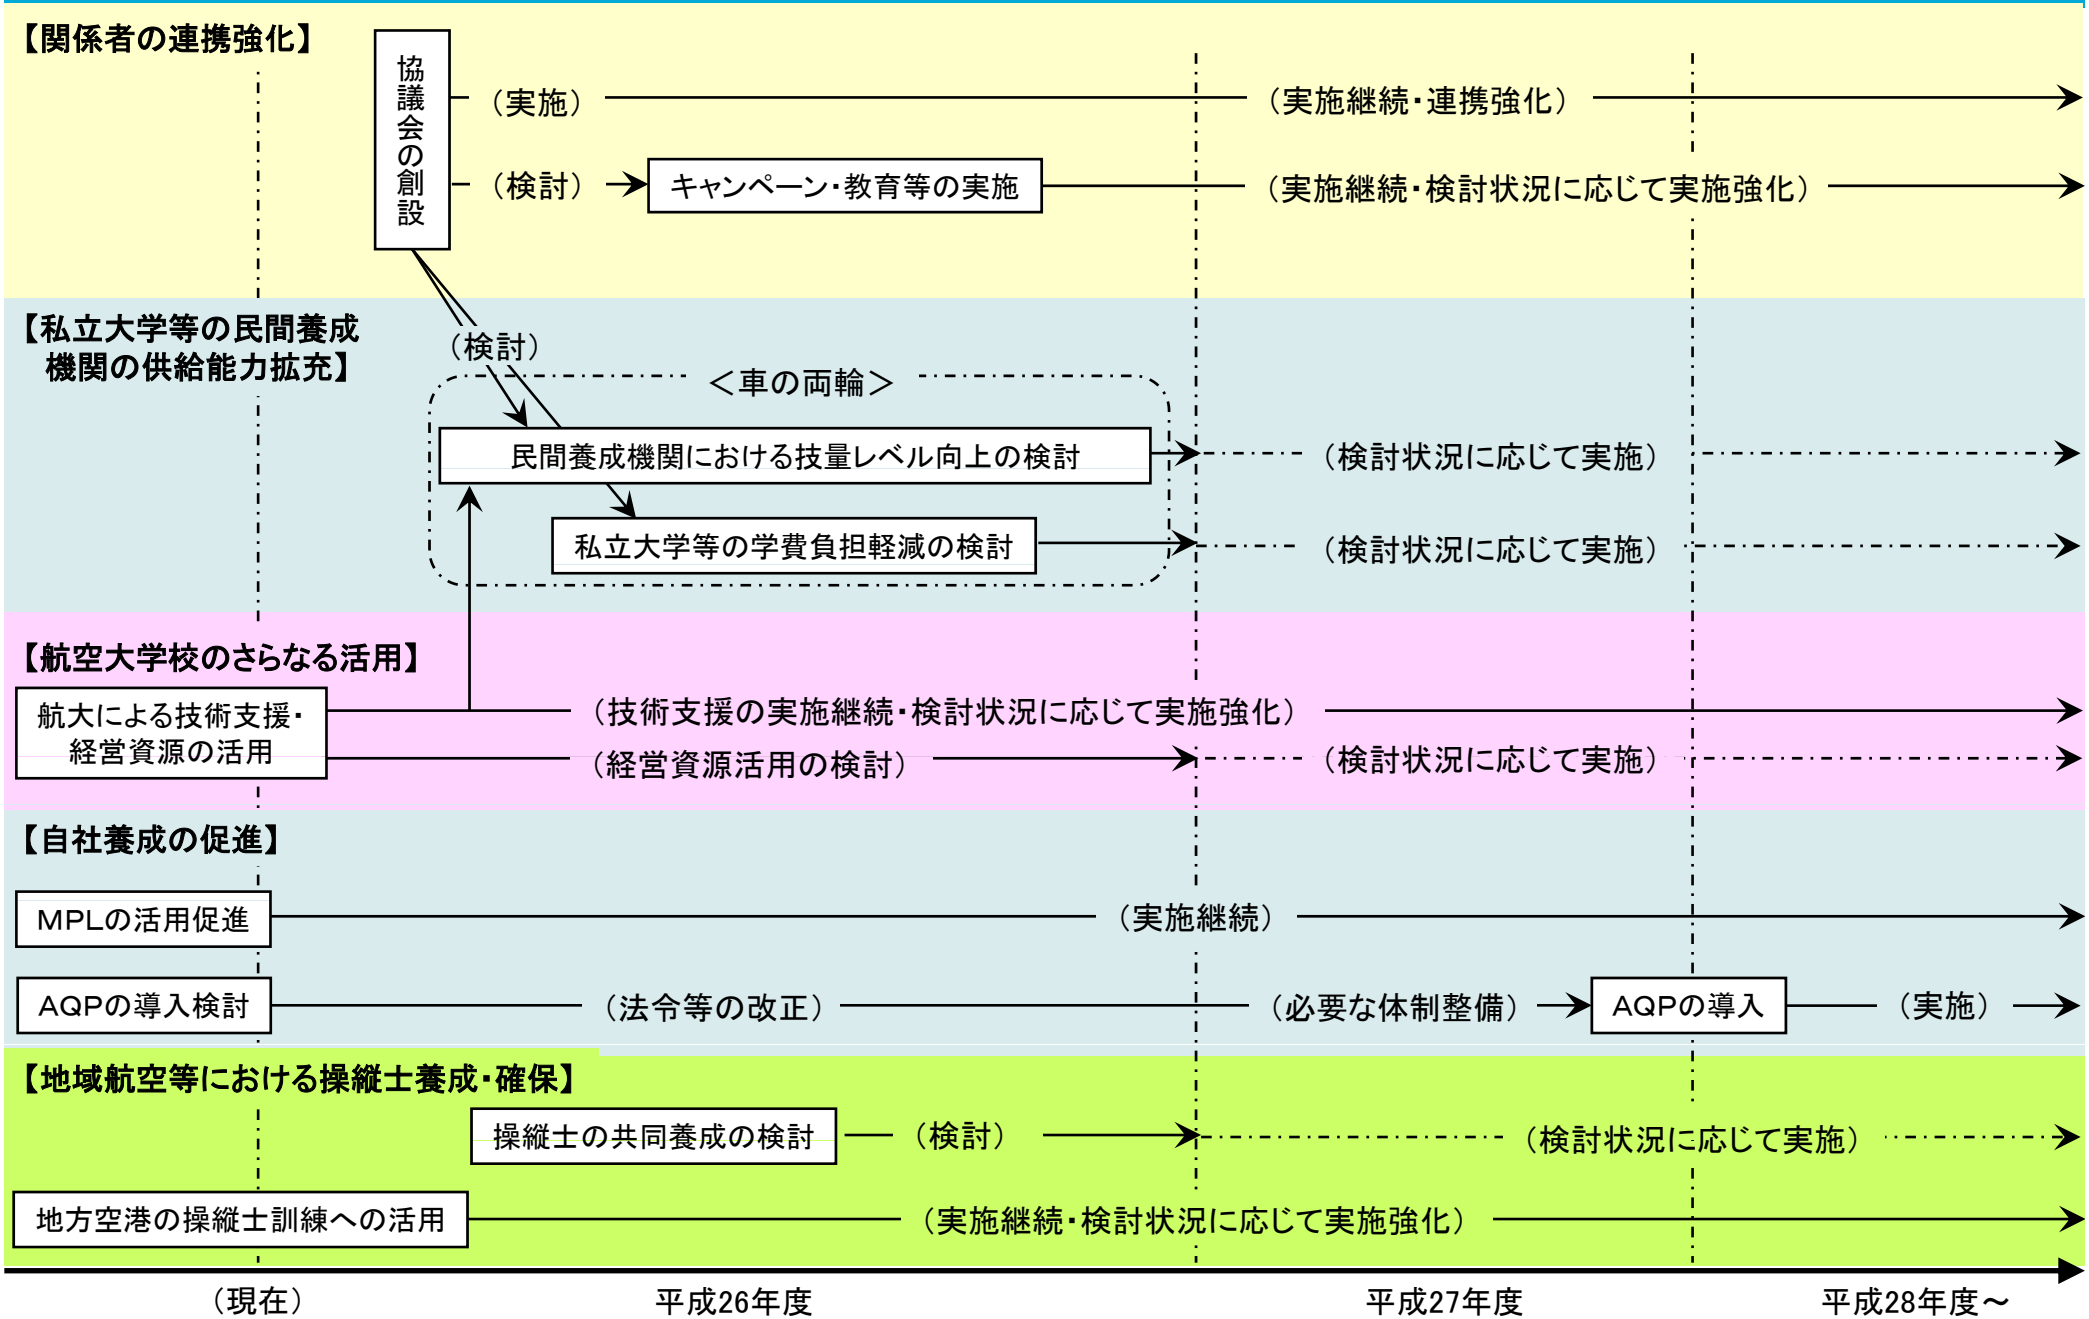 【関係者の連携強化】
協議会の創設
（実施）
（実施継続・連携強化）
（検討）
キャンペーン・教育等の実施
（実施継続・検討状況に応じて実施強化）
【私立大学等の民間養成
機関の供給能力拡充】
（検討）
＜車の両輪＞
民間養成機関における技量レベル向上の検討
（検討状況に応じて実施）
私立大学等の学費負担軽減の検討
（検討状況に応じて実施）
【航空大学校のさらなる活用】
航大による技術支援・
経営資源の活用
（技術支援の実施継続・検討状況に応じて実施強化）
（経営資源活用の検討）
（検討状況に応じて実施）
【自社養成の促進】
MPLの活用促進
（実施継続）
AQPの導入検討
（法令等の改正）
（必要な体制整備）
AQPの導入
（実施）
【地域航空等における操縦士養成・確保】
操縦士の共同養成の検討
（検討）
（検討状況に応じて実施）
地方空港の操縦士訓練への活用
（実施継続・検討状況に応じて実施強化）
（現在）
平成26年度
平成27年度
平成28年度～